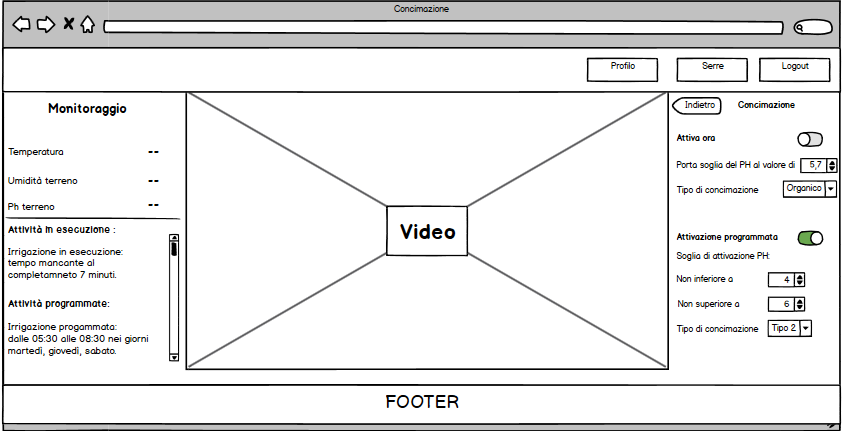 Concimazione
Profilo
Serre
Logout
Monitoraggio
Temperatura --
Umidità terreno --
Ph terreno --
Attività in esecuzione :
Irrigazione in esecuzione:
tempo mancante al
completamneto 7 minuti.
Attività programmate:
Irrigazione progammata:
dalle 05:30 alle 08:30 nei giorni
martedì, giovedì, sabato.
Video
Indietro
Concimazione
Attiva ora
Porta soglia del PH al valore di 5,7
Tipo di concimazione Organico
Attivazione programmata
Soglia di attivazione PH:
Non inferiore a 4
Non superiore a 6
Tipo di concimazione Tipo 2
FOOTER